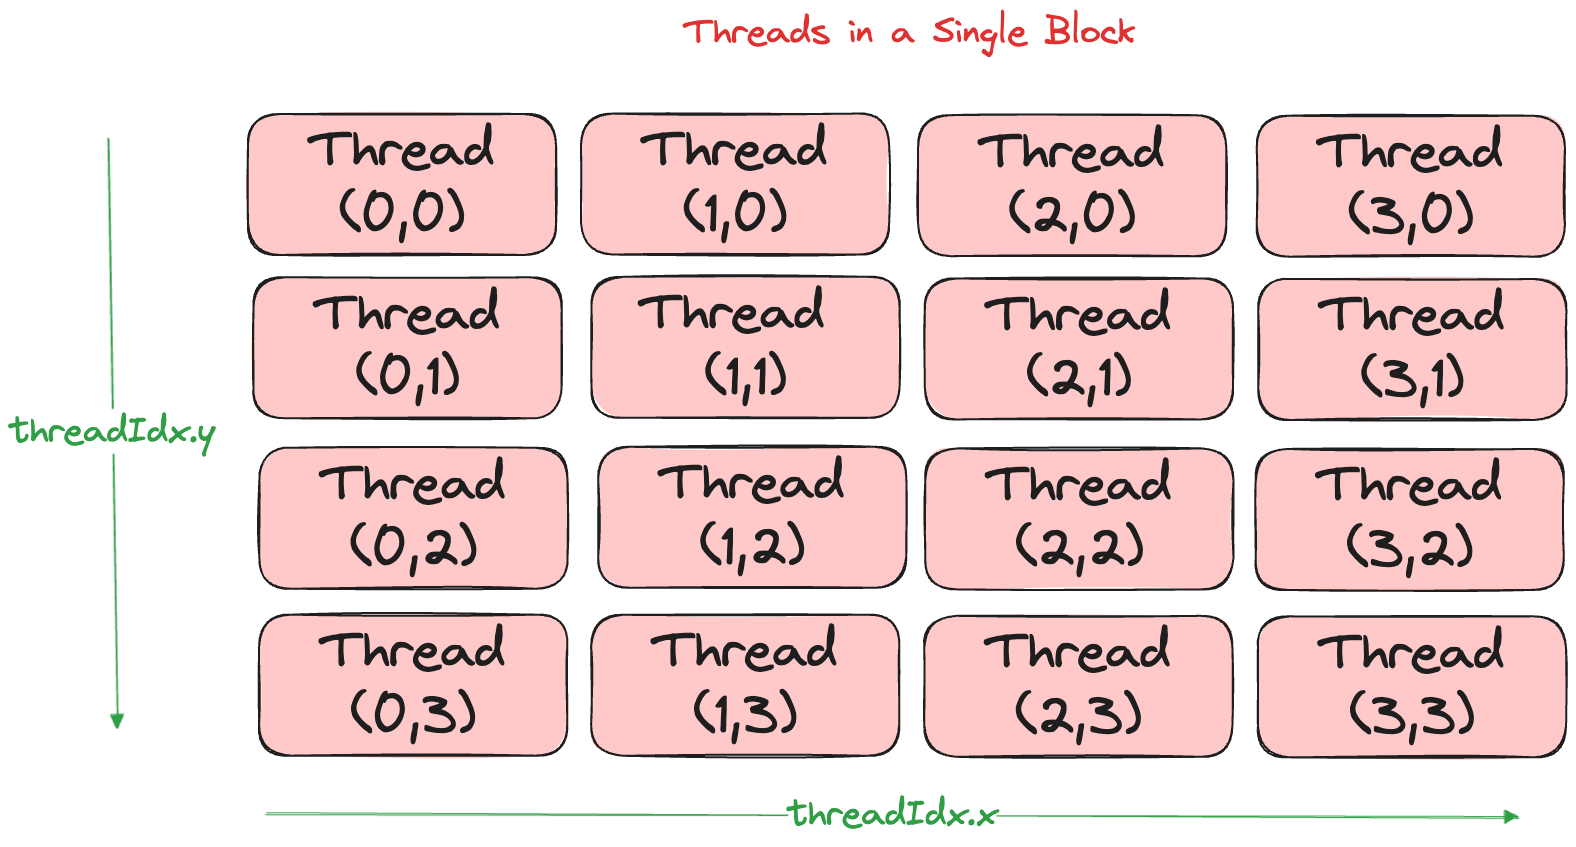 Threads in a Single Block
Thread
(0,0)
Thread
(1,0)
Thread
(2,0)
Thread
(3,0)
Thread
(0,1)
Thread
(1,1)
Thread
(2,1)
Thread
(3,1)
threadIdx.y
Thread
(0,2)
Thread
(1,2)
Thread
(2,2)
Thread
(3,2)
Thread
(0,3)
Thread
(1,3)
Thread
(2,3)
Thread
(3,3)
threadIdx.x